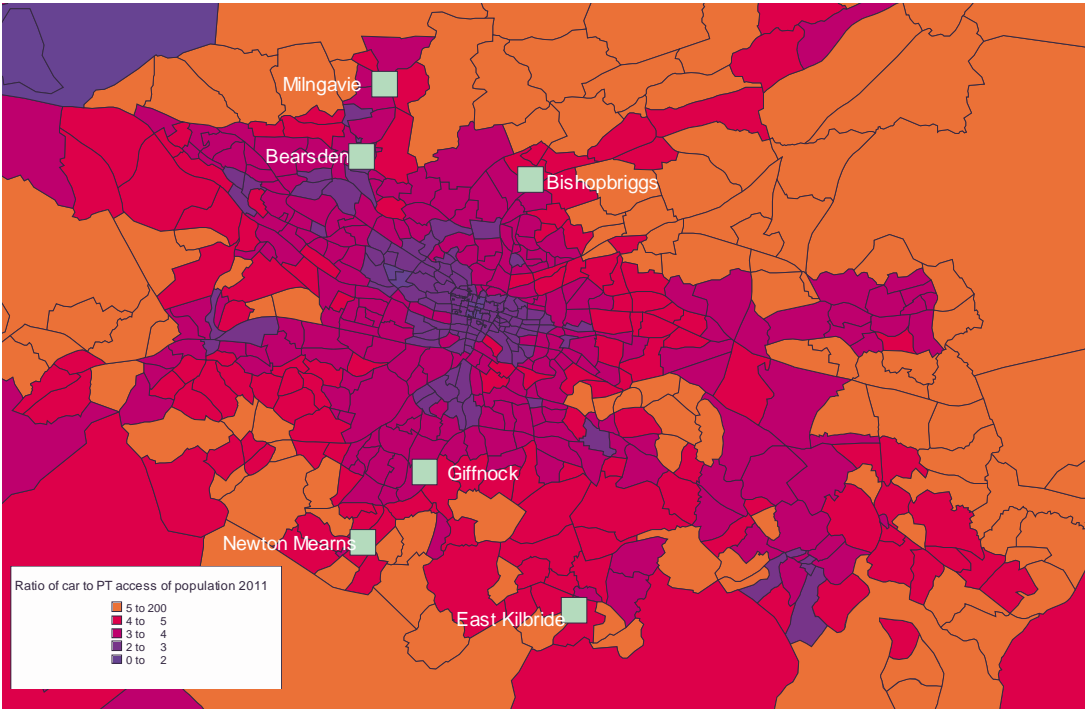 Milngavie
Bearsden
Bishopbriggs
Giffnock
Newton Mearns
East Kilbride
Ratio of car to PT access of population 2011
5 to 200
4 to 5
3 to 4
2 to 3
0 to 2